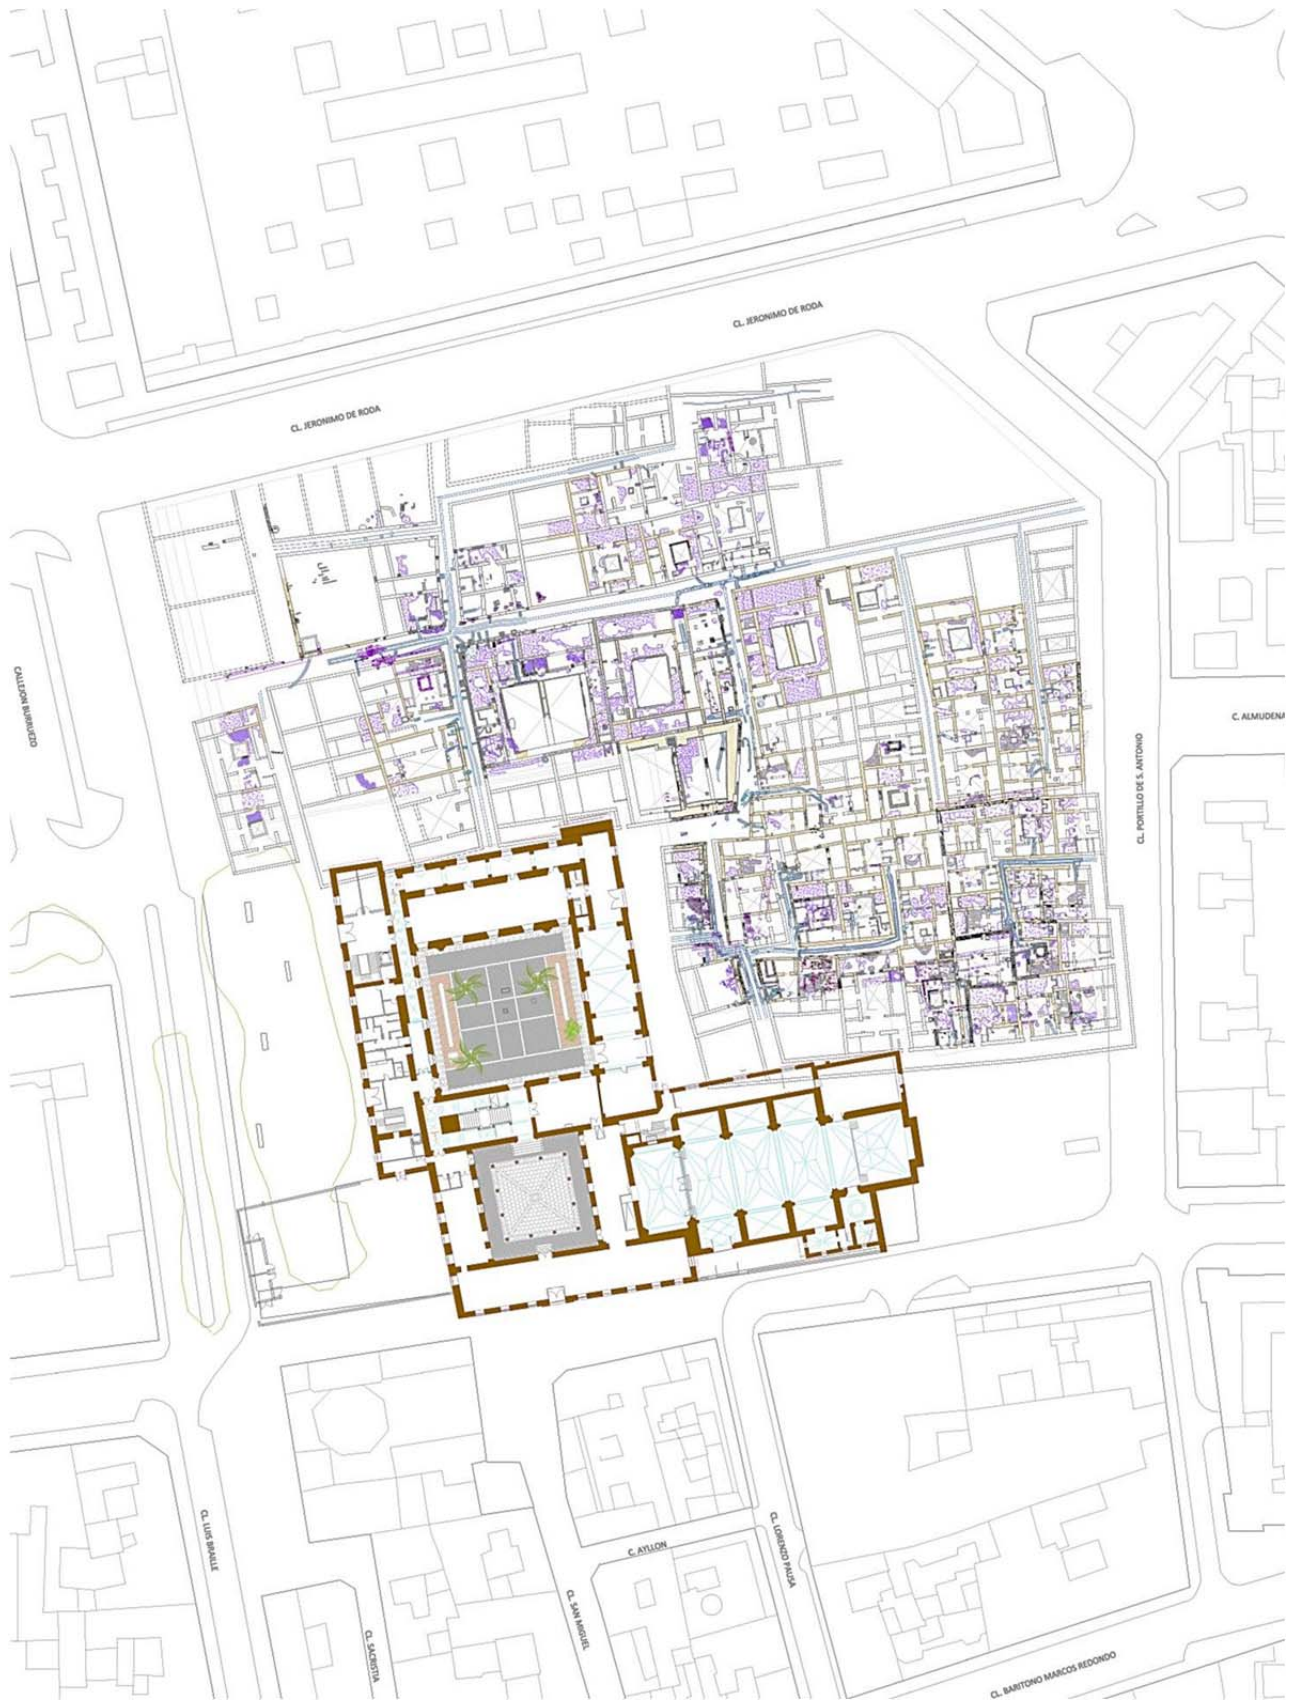 CL. JERONIMO DE RODA
CL. JERONIMO DE RODA
CALLEJON BURRUEZO
C. ALMUDENA
CL. PORTILLO DE S. ANTONIO
CL. LUIS BRAILLE
CL. SACRISTIA
CL. SAN MIGUEL
C. AYLLON
CL. LORENZO PAUSA
CL. BARITONO MARCOS REDONDO